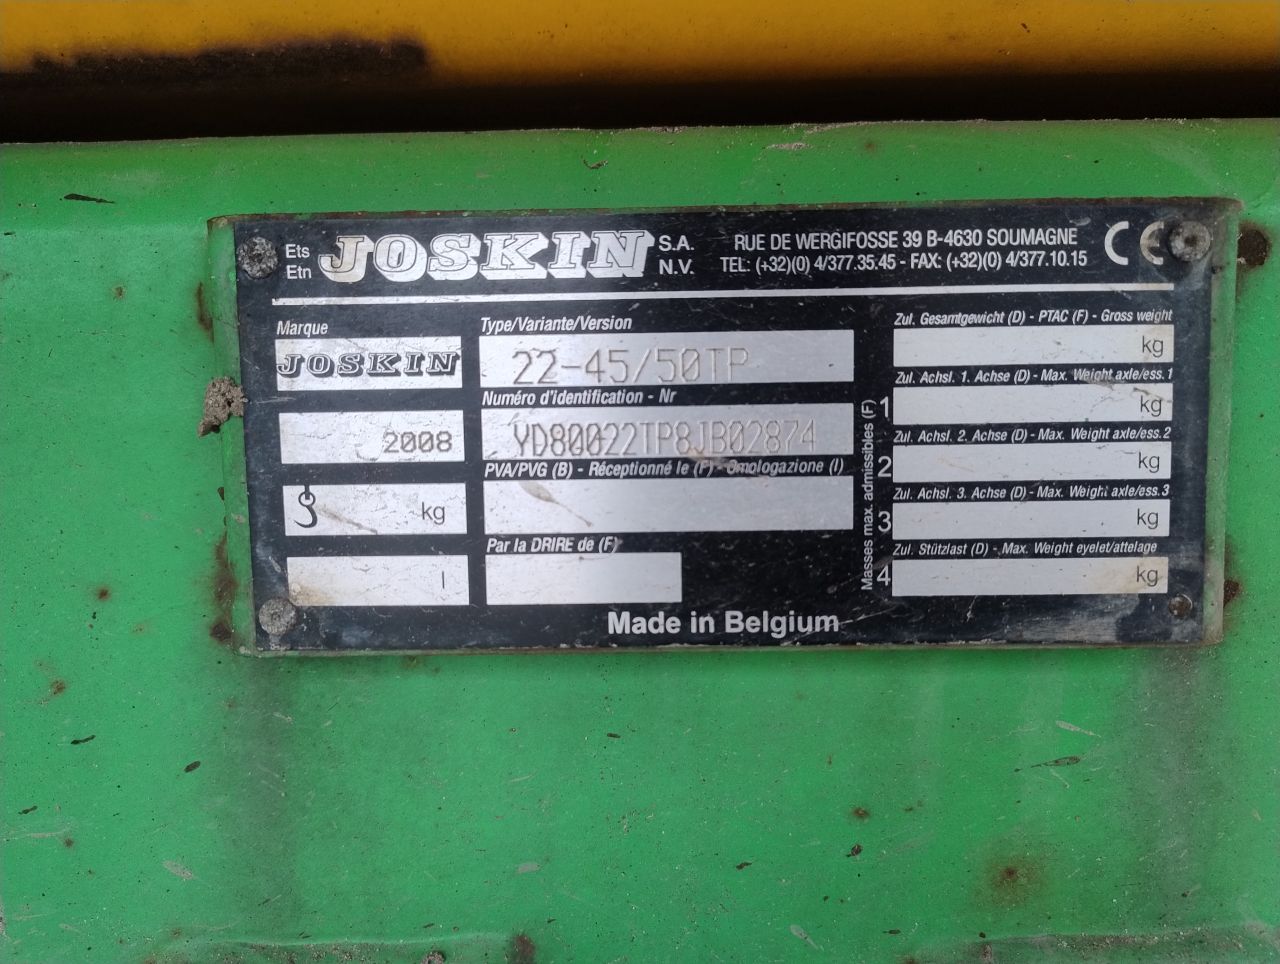 Ets
Etn
JOSKIN
S.A.
N.V.
RUE DE WERGIFOSSE 39 B-4630 SOUMAGNE
TEL: (+32)(0) 4/377.35.45 - FAX: (+32)(0) 4/377.10.15
CE
Marque
JOSKIN
2008
kg
l
Type/Variante/Version
22-45/50TP
Numéro d'identification - Nr
YD80022TP8JB02874
PVA/PVG (B) - Réceptionné le (F) - Omologazione (I)
Par la DRIRE de (F)
Masses max. admissibles (F)
Zul. Gesamtgewicht (D) - PTAC (F) - Gross weight
kg
Zul. Achsl. 1. Achse (D) - Max. Weight axle/ess.1
1 kg
Zul. Achsl. 2. Achse (D) - Max. Weight axle/ess.2
2 kg
Zul. Achsl. 3. Achse (D) - Max. Weight axle/ess.3
3 kg
Zul. Stützlast (D) - Max. Weight eyelet/attelage
4 kg
Made in Belgium